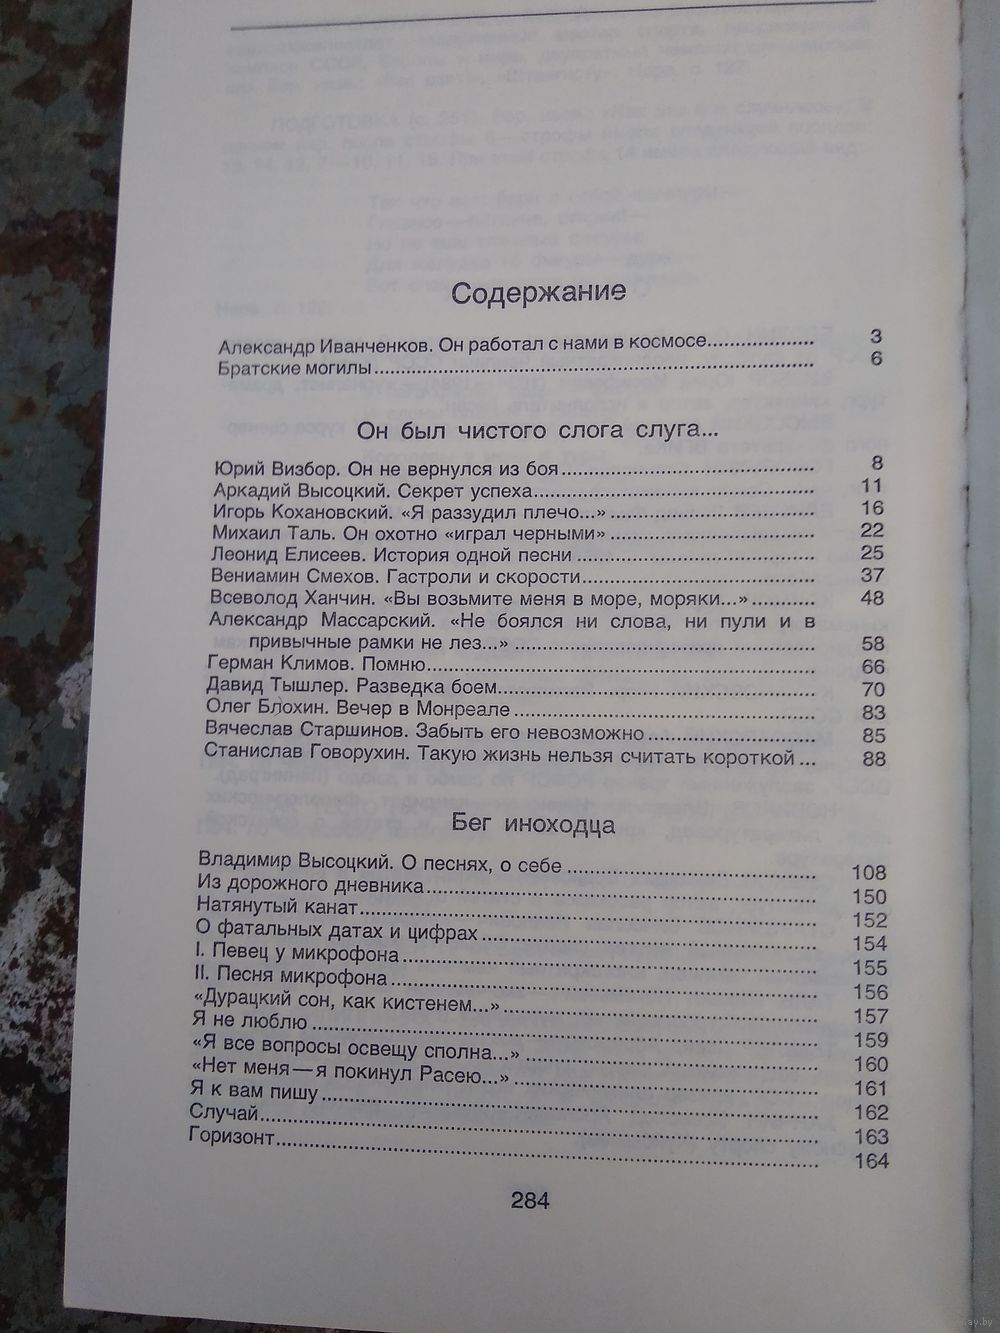 Содержание
Александр Иванченков. Он работал с нами в космосе.................. 3
Братские могилы.................. 6
Он был чистого слога слуга...
Юрий Визбор. Он не вернулся из боя.................. 8
Аркадий Высоцкий. Секрет успеха.................. 11
Игорь Кохановский. «Я раззудил плечо...».................. 16
Михаил Таль. Он охотно «играл черными».................. 22
Леонид Елисеев. История одной песни.................. 25
Вениамин Смехов. Гастроли и скорости.................. 37
Всеволод Ханчин. «Вы возьмите меня в море, моряки...»........... 48
Александр Массарский. «Не боялся ни слова, ни пули и в
привычные рамки не лез...».................. 58
Герман Климов. Помню.................. 66
Давид Тышлер. Разведка боем.................. 70
Олег Блохин. Вечер в Монреале.................. 83
Вячеслав Старшинов. Забыть его невозможно.................. 85
Станислав Говорухин. Такую жизнь нельзя считать короткой ... 88
Бег иноходца
Владимир Высоцкий. О песнях, о себе.................. 108
Из дорожного дневника.................. 150
Натянутый канат.................. 152
О фатальных датах и цифрах.................. 154
I. Певец у микрофона.................. 155
II. Песня микрофона.................. 156
«Дурацкий сон, как кистенем...».................. 157
Я не люблю.................. 159
«Я все вопросы освещу сполна...».................. 160
«Нет меня—я покинул Расею...».................. 161
Я к вам пишу.................. 162
Случай.................. 163
Горизонт.................. 164
284